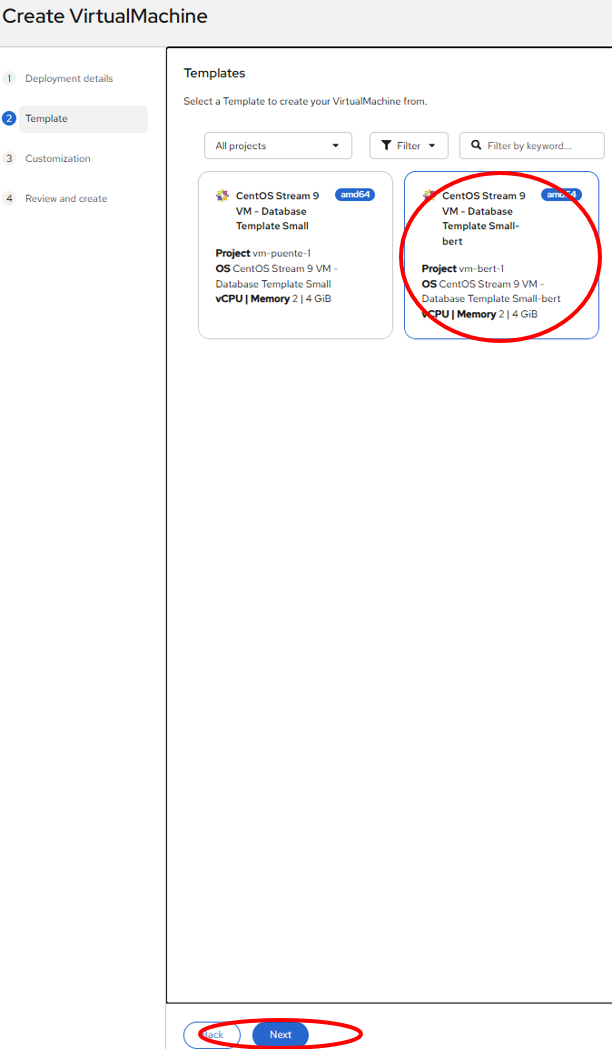 Create VirtualMachine
1 Deployment details
2 Template
3 Customization
4 Review and create
Templates
Select a Template to create your VirtualMachine from.
All projects
Filter
Filter by keyword...
CentOS Stream 9 amd64
VM - Database
Template Small
Project vm-puente-1
OS CentOS Stream 9 VM -
Database Template Small
vCPU | Memory 2 | 4 GiB
CentOS Stream 9 amd64
VM - Database
Template Small-
bert
Project vm-bert-1
OS CentOS Stream 9 VM -
Database Template Small-bert
vCPU | Memory 2 | 4 GiB
Back
Next